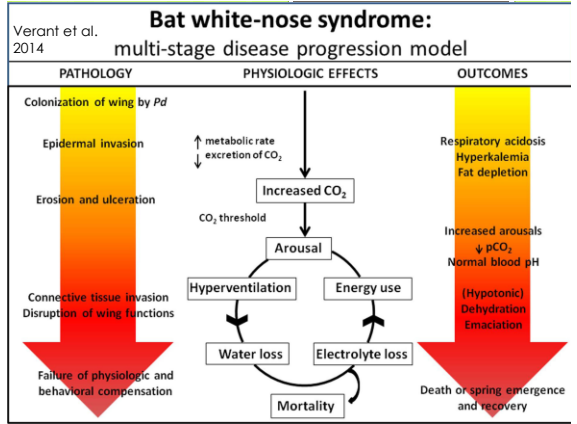 Verant et al.
2014
Bat white-nose syndrome:
multi-stage disease progression model
PATHOLOGY
PHYSIOLOGIC EFFECTS
OUTCOMES
Colonization of wing by Pd
Epidermal invasion
Erosion and ulceration
Connective tissue invasion
Disruption of wing functions
Failure of physiologic and
behavioral compensation
↑ metabolic rate
↓ excretion of CO₂
Increased CO₂
CO₂ threshold
Arousal
Hyperventilation
Energy use
Water loss
Electrolyte loss
Mortality
Respiratory acidosis
Hyperkalemia
Fat depletion
Increased arousals
↓ pCO₂
Normal blood pH
(Hypotonic)
Dehydration
Emaciation
Death or spring emergence
and recovery